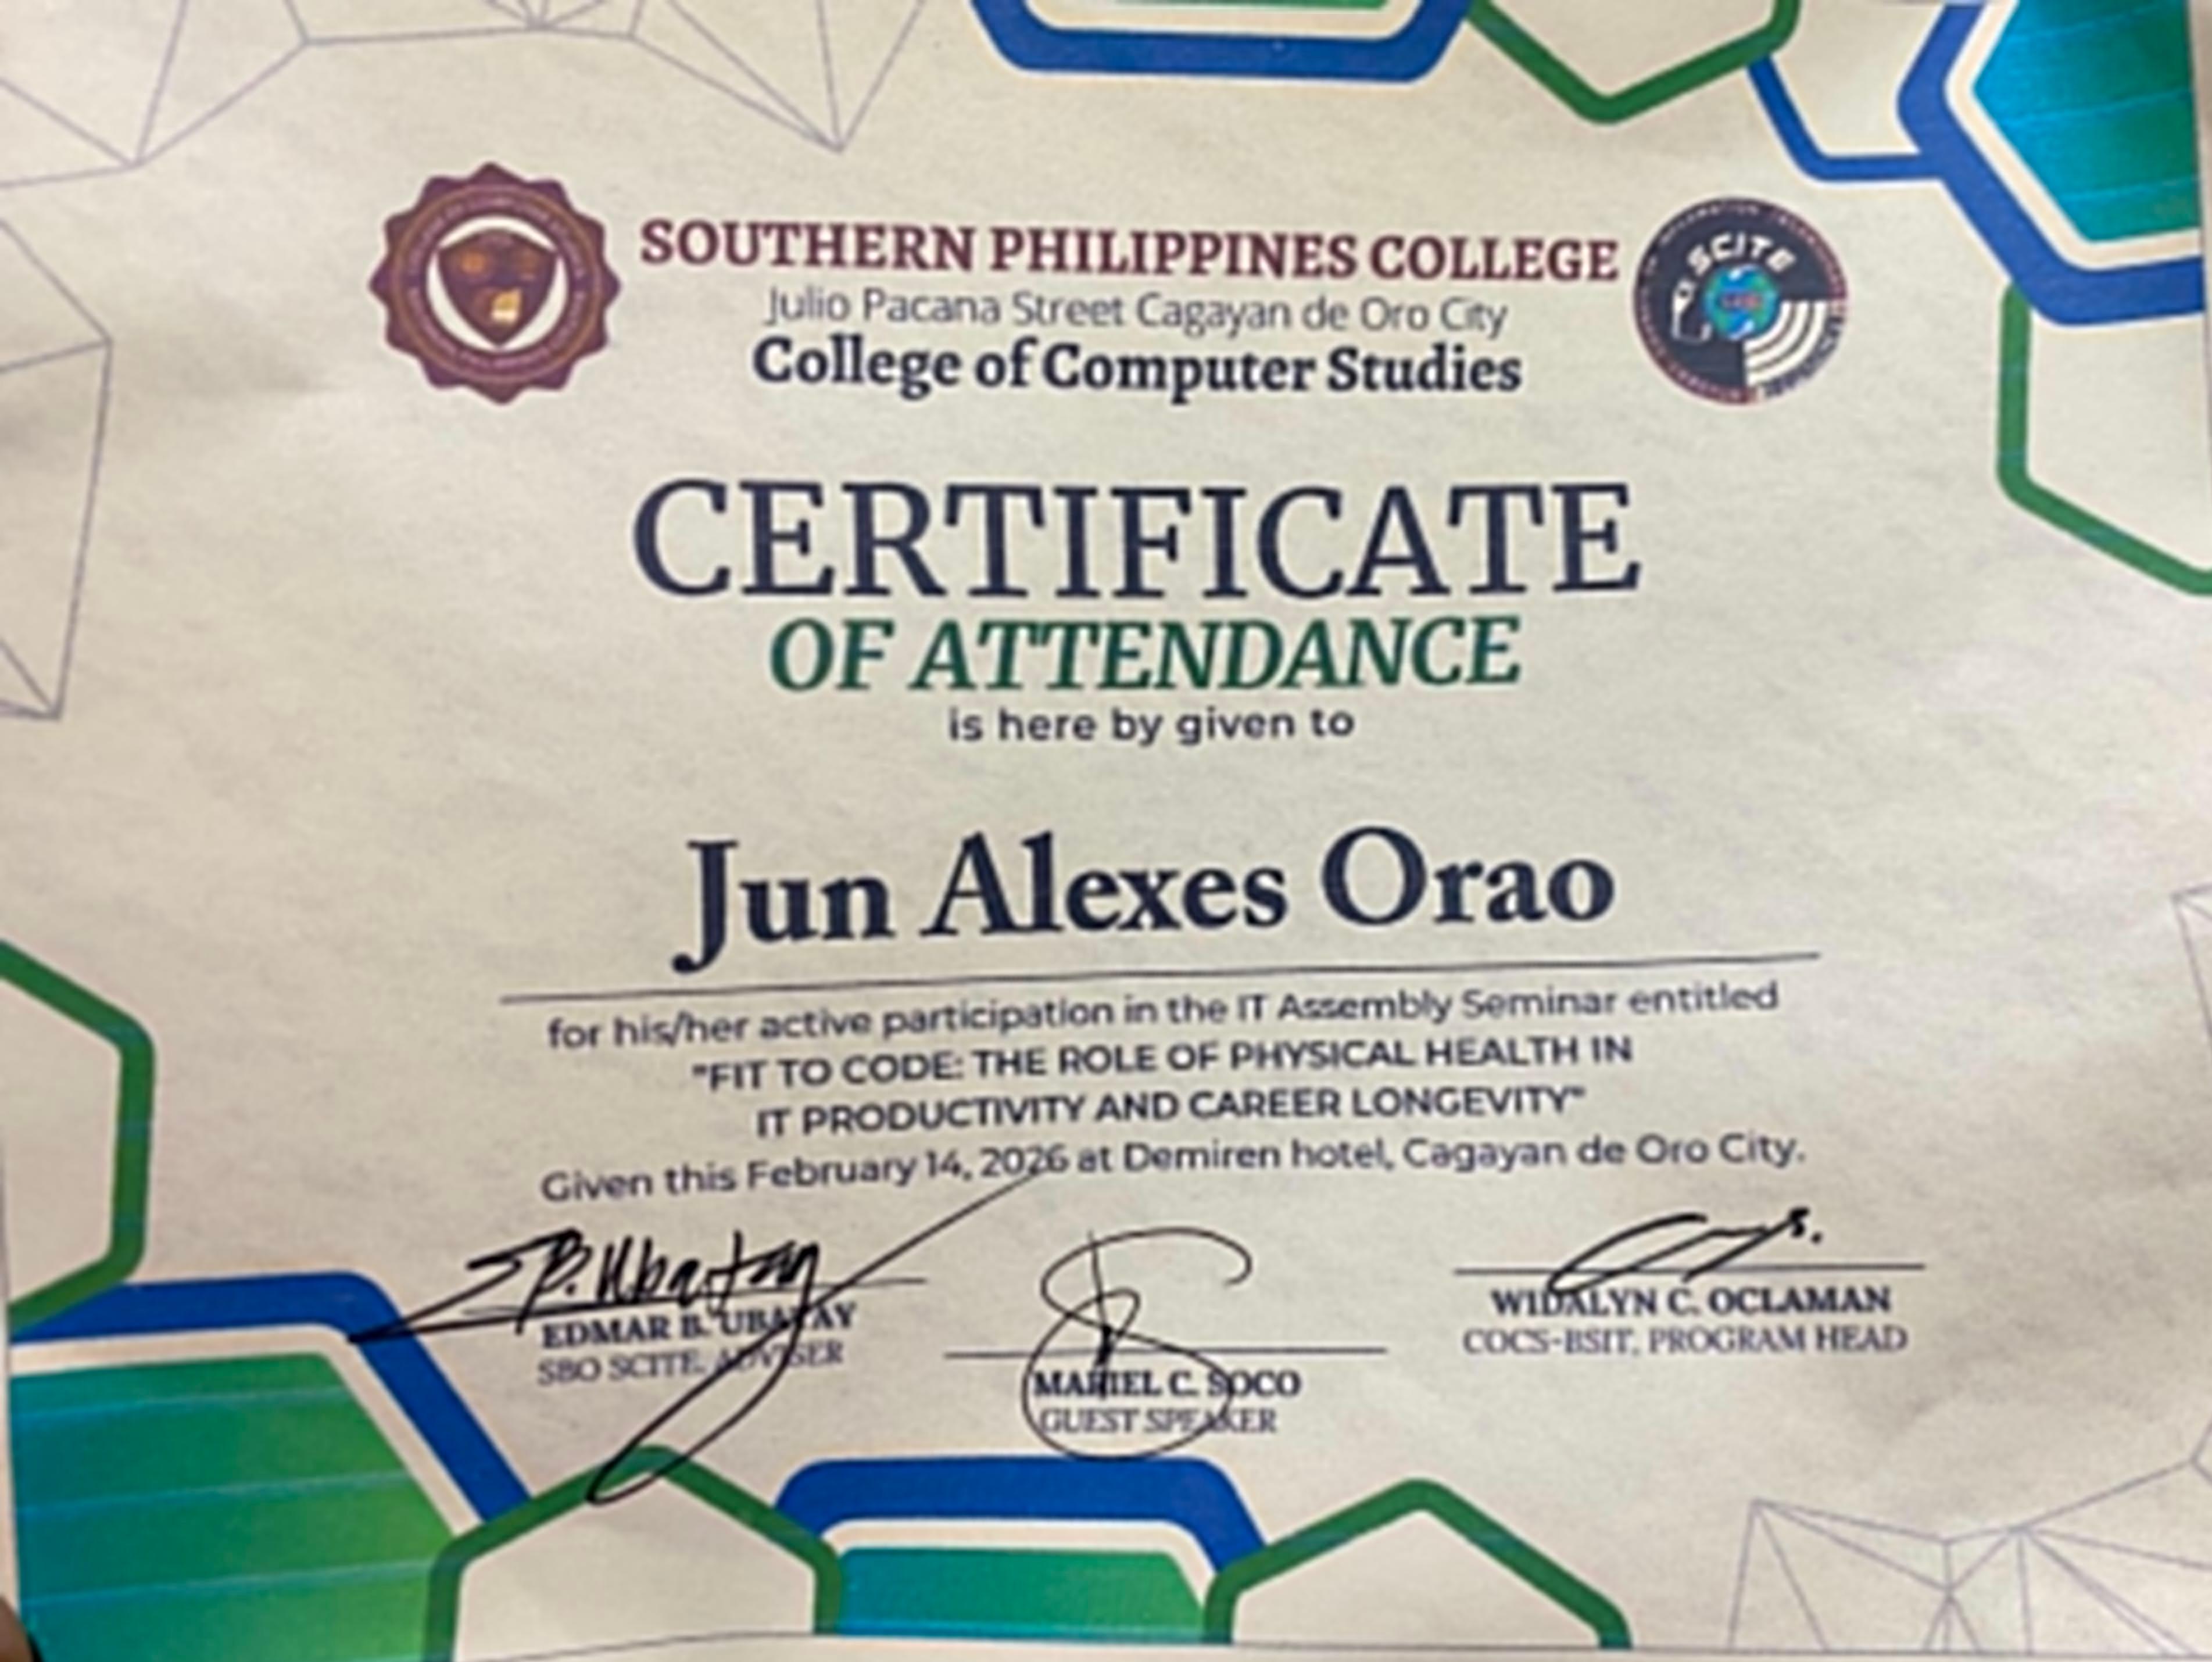 SOUTHERN PHILIPPINES COLLEGE
Julio Pacana Street Cagayan de Oro City
College of Computer Studies
SCITE
CERTIFICATE
OF ATTENDANCE
is here by given to
Jun Alexes Orao
for his/her active participation in the IT Assembly Seminar entitled
"FIT TO CODE: THE ROLE OF PHYSICAL HEALTH IN
IT PRODUCTIVITY AND CAREER LONGEVITY"
Given this February 14, 2026 at Demiren hotel, Cagayan de Oro City.
EDMAR B. UBATAY
SBO SCITE, ADVISER
MARIEL C. SOCO
GUEST SPEAKER
WIDALYN C. OCLAMAN
COCS-BSIT, PROGRAM HEAD